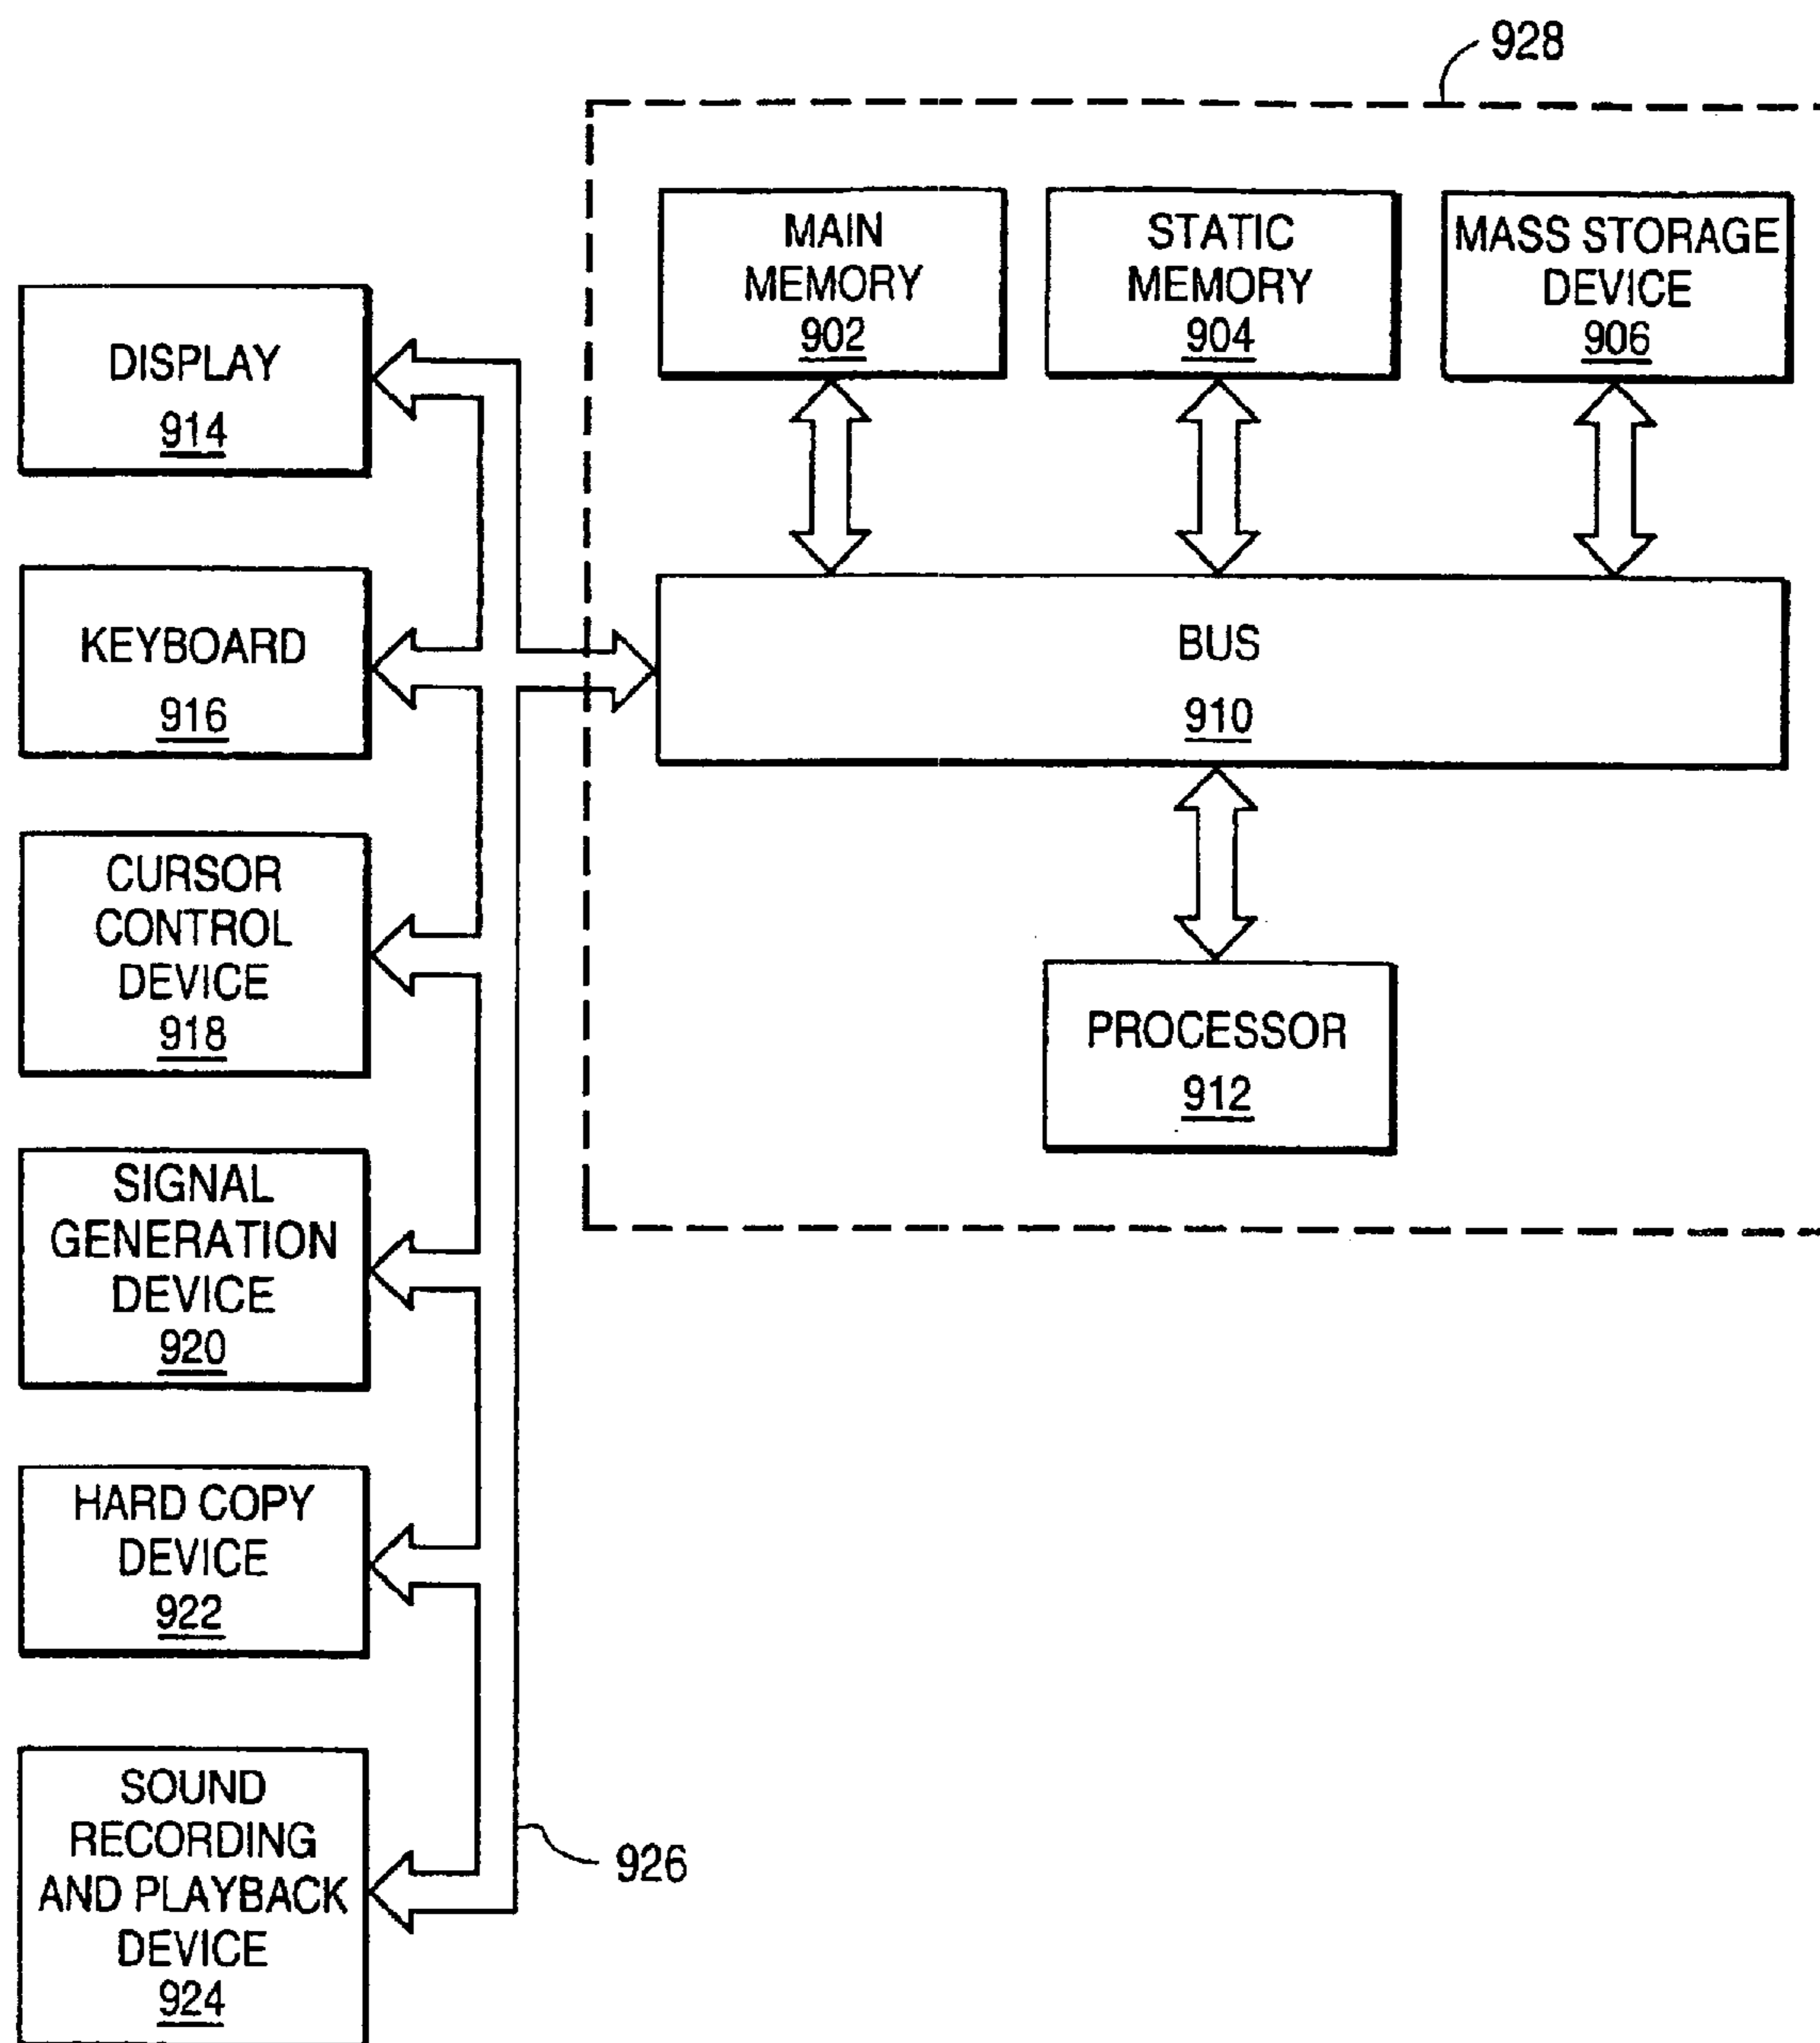 928
MAIN
MEMORY
902
STATIC
MEMORY
904
MASS STORAGE
DEVICE
906
DISPLAY
914
KEYBOARD
916
BUS
910
CURSOR
CONTROL
DEVICE
918
PROCESSOR
912
SIGNAL
GENERATION
DEVICE
920
HARD COPY
DEVICE
922
SOUND
RECORDING
AND PLAYBACK
DEVICE
924
926